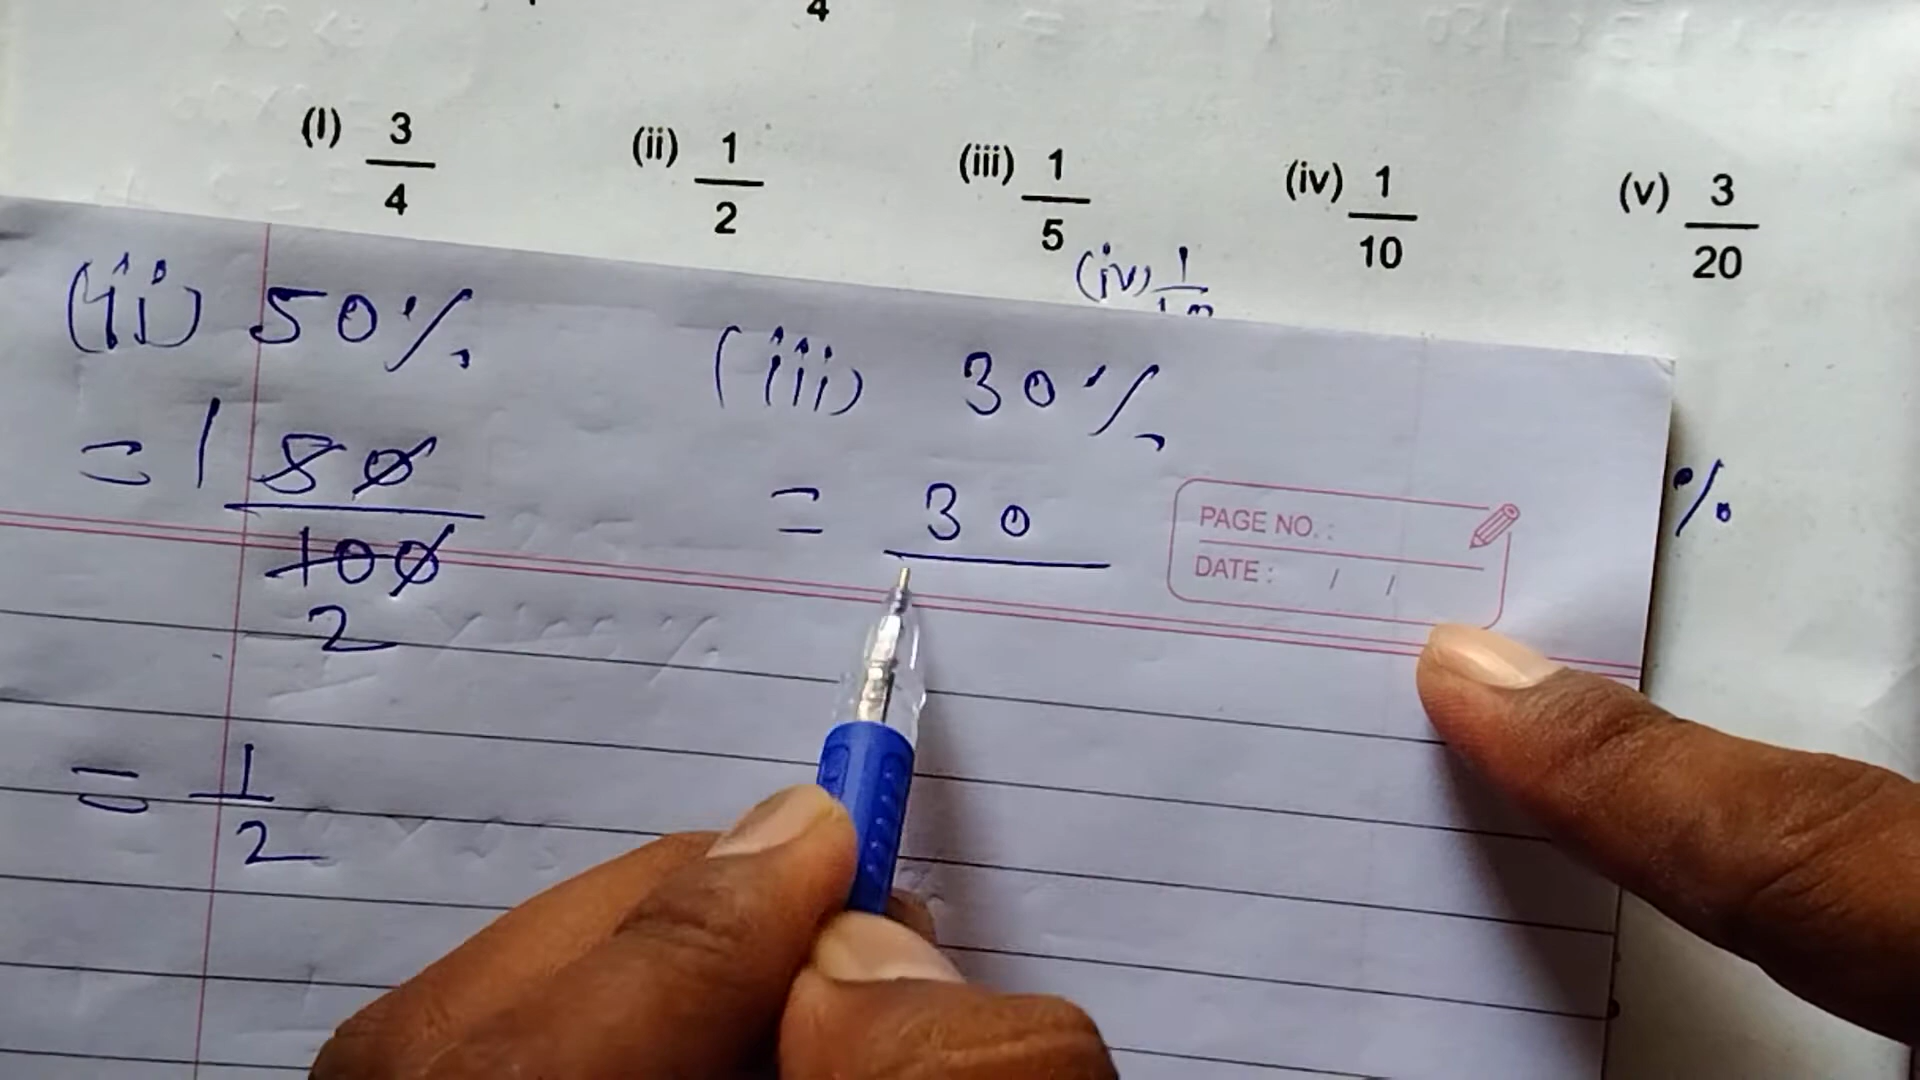 4
(i) 3/4 (ii) 1/2 (iii) 1/5 (iv) 1/10 (v) 3/20
(iv) 1
(ii) 50%
= 1 50/100 2
= 1/2
(iii) 30%
= 30
PAGE NO. :
DATE : / /
%